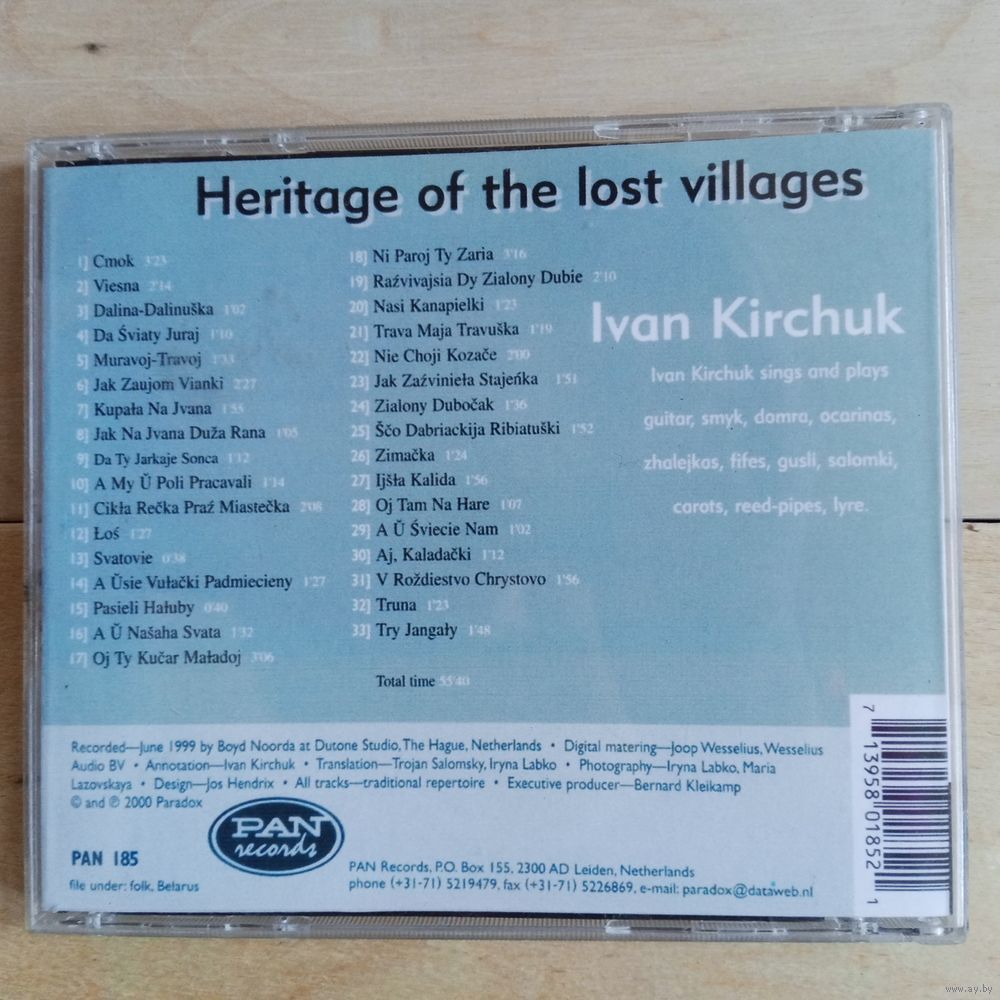 Heritage of the lost villages
1] Cmok 3'23
2] Viesna 2'14
3] Dalina-Dalinuška 1'02
4] Da Śviaty Juraj 1'10
5] Muravoj-Travoj 1'33
6] Jak Zaujom Vianki 2'27
7] Kupała Na Jvana 1'55
8] Jak Na Jvana Duža Rana 1'05
9] Da Ty Jarkaje Sonca 1'12
10] A My Ŭ Poli Pracavali 1'14
11] Cikła Rečka Praź Miastečka 2'08
12] Łoś 1'27
13] Svatovie 0'38
14] A Ŭsie Vułački Padmiecieny 1'27
15] Pasieli Hałuby 0'40
16] A Ŭ Našaha Svata 1'32
17] Oj Ty Kučar Maładoj 3'06
18] Ni Paroj Ty Zaria 3'16
19] Raźvivajsia Dy Zialony Dubie 2'10
20] Nasi Kanapielki 1'23
21] Trava Maja Travuška 1'19
22] Nie Choji Kozače 2'00
23] Jak Zaźvinieła Stajeńka 1'51
24] Zialony Dubočak 1'36
25] Ščo Dabriackija Ribiatuški 1'52
26] Zimačka 1'24
27] Ijšła Kalida 1'56
28] Oj Tam Na Hare 1'07
29] A Ŭ Śviecie Nam 1'02
30] Aj, Kaladački 1'12
31] V Roždiestvo Chrystovo 1'56
32] Truna 1'23
33] Try Jangały 1'48
Total time 55'40
Ivan Kirchuk
Ivan Kirchuk sings and plays
guitar, smyk, domra, ocarinas,
zhalejkas, fifes, gusli, salomki,
carots, reed-pipes, lyre.
Recorded—June 1999 by Boyd Noorda at Dutone Studio, The Hague, Netherlands • Digital matering—Joop Wesselius, Wesselius
Audio BV • Annotation—Ivan Kirchuk • Translation—Trojan Salomsky, Iryna Labko • Photography—Iryna Labko, Maria
Lazovskaya • Design—Jos Hendrix • All tracks—traditional repertoire • Executive producer—Bernard Kleikamp
© and ℗ 2000 Paradox
PAN
records
PAN 185
file under: folk, Belarus
PAN Records, P.O. Box 155, 2300 AD Leiden, Netherlands
phone (+31-71) 5219479, fax (+31-71) 5226869, e-mail: paradox@dataweb.nl
7 13958 01852 1
www.ay.by